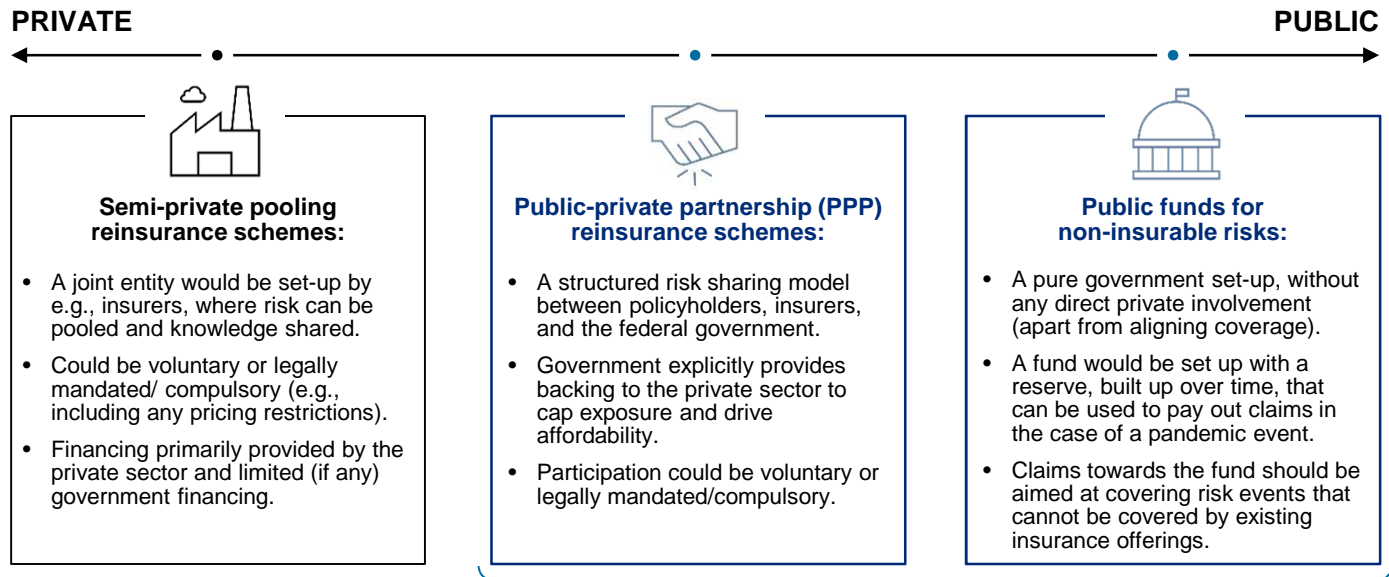 PRIVATE
PUBLIC
Semi-private pooling
reinsurance schemes:
• A joint entity would be set-up by
e.g., insurers, where risk can be
pooled and knowledge shared.
• Could be voluntary or legally
mandated/ compulsory (e.g.,
including any pricing restrictions).
• Financing primarily provided by the
private sector and limited (if any)
government financing.
Public-private partnership (PPP)
reinsurance schemes:
• A structured risk sharing model
between policyholders, insurers,
and the federal government.
• Government explicitly provides
backing to the private sector to
cap exposure and drive
affordability.
• Participation could be voluntary or
legally mandated/compulsory.
Public funds for
non-insurable risks:
• A pure government set-up, without
any direct private involvement
(apart from aligning coverage).
• A fund would be set up with a
reserve, built up over time, that
can be used to pay out claims in
the case of a pandemic event.
• Claims towards the fund should be
aimed at covering risk events that
cannot be covered by existing
insurance offerings.